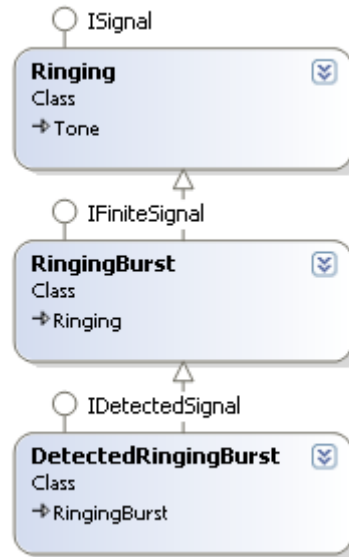 ISignal
Ringing
Class
Tone
IFiniteSignal
RingingBurst
Class
Ringing
IDetectedSignal
DetectedRingingBurst
Class
RingingBurst